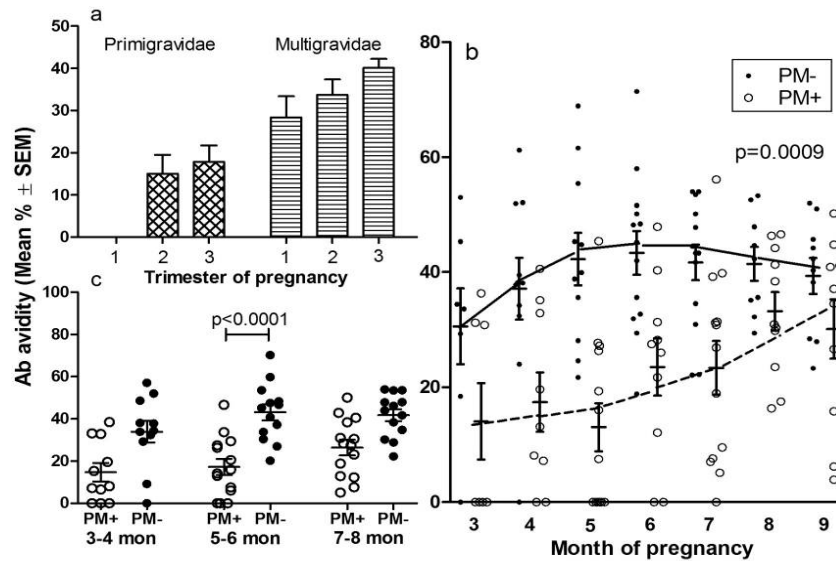 a
Primigravidae Multigravidae
50
40
30
20
10
0
1 2 3 1 2 3
Trimester of pregnancy
Ab avidity (Mean % ± SEM)
c
p<0.0001
100
80
60
40
20
0
PM+ PM- PM+ PM- PM+ PM-
3-4 mon 5-6 mon 7-8 mon
b
PM-
PM+
p=0.0009
80
60
40
20
0
3 4 5 6 7 8 9
Month of pregnancy